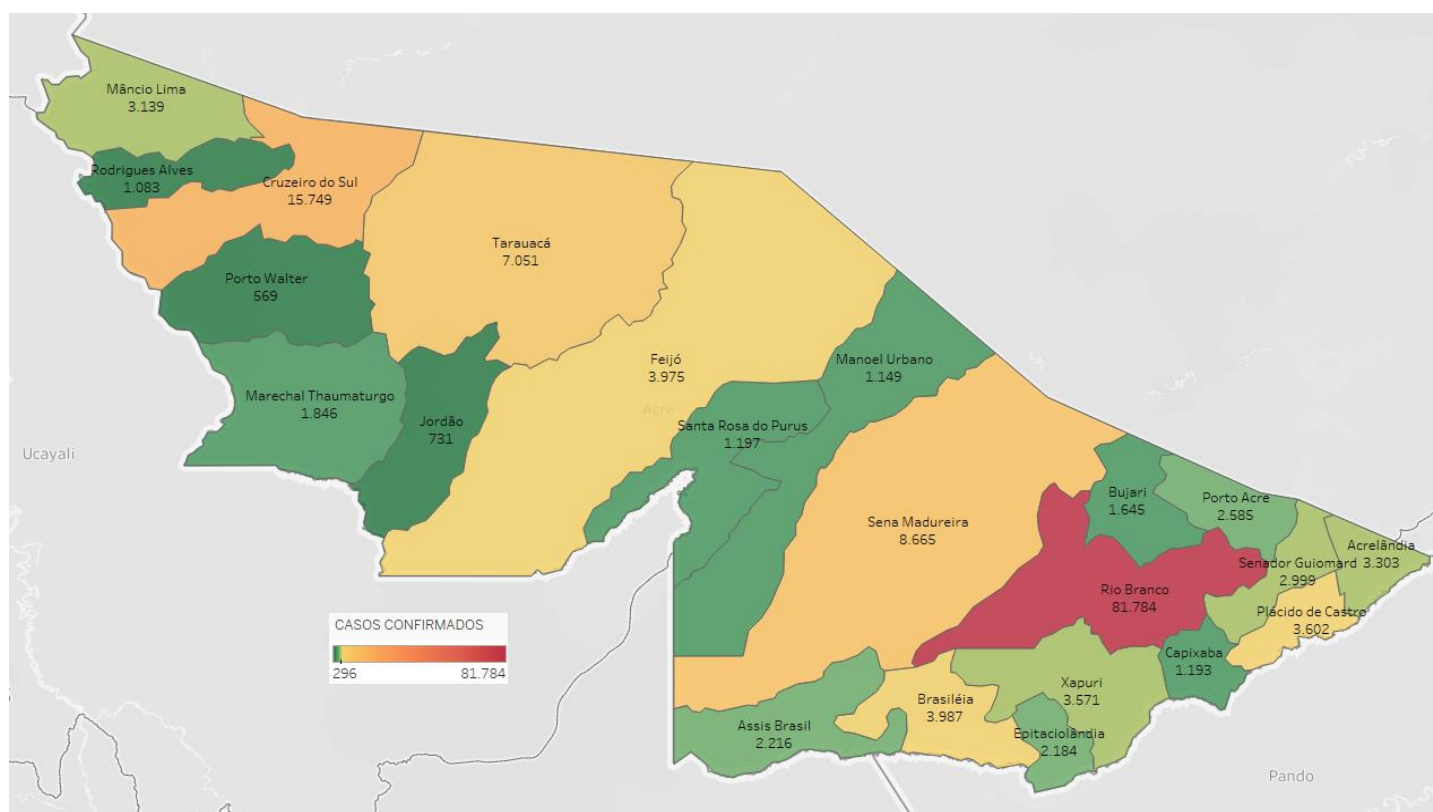 Mâncio Lima
3.139
Rodrigues Alves
1.083
Cruzeiro do Sul
15.749
Tarauacá
7.051
Porto Walter
569
Feijó
3.975
Manoel Urbano
1.149
Marechal Thaumaturgo
1.846
Jordão
731
Acre
Santa Rosa do Purus
1.197
Ucayali
Bujari
1.645
Porto Acre
2.585
Sena Madureira
8.665
Acrelândia
3.303
Senador Guiomard
2.999
Rio Branco
81.784
Plácido de Castro
3.602
CASOS CONFIRMADOS
296 81.784
Capixaba
1.193
Xapuri
3.571
Brasiléia
3.987
Assis Brasil
2.216
Epitaciolândia
2.184
Pando